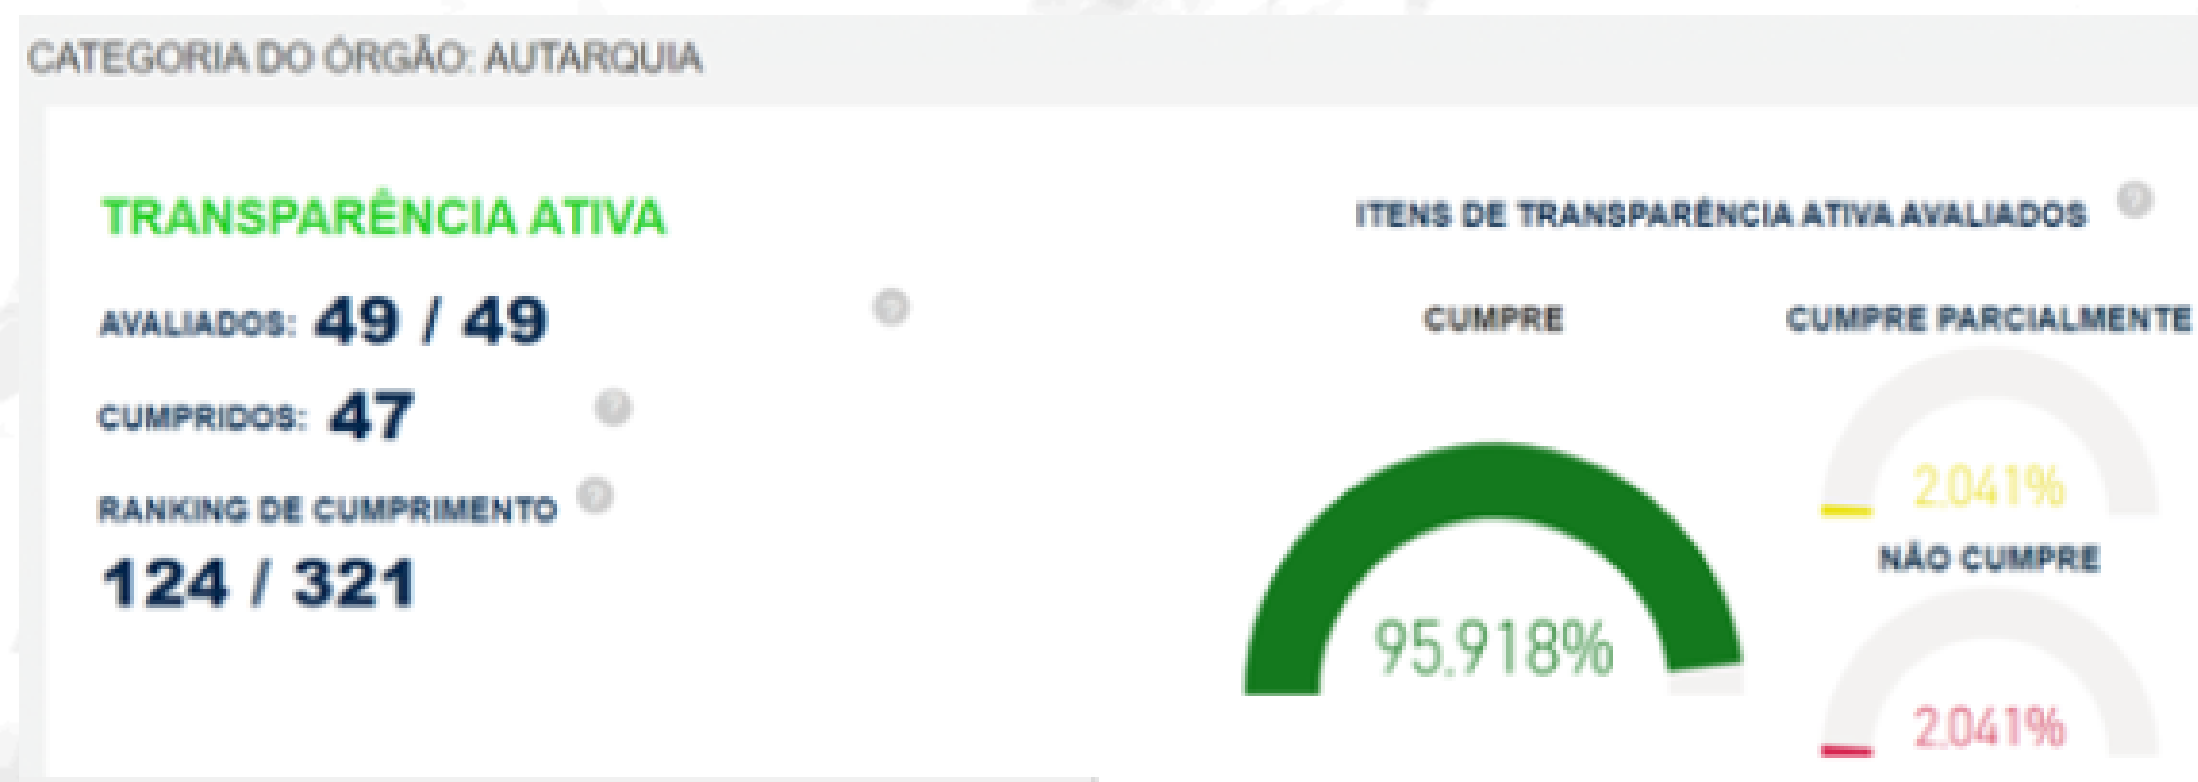 CATEGORIA DO ÓRGÃO: AUTARQUIA
TRANSPARÊNCIA ATIVA
AVALIADOS: 49 / 49
CUMPRIDOS: 47
RANKING DE CUMPRIMENTO
124 / 321
ITENS DE TRANSPARÊNCIA ATIVA AVALIADOS
CUMPRE
95.918%
CUMPRE PARCIALMENTE
2.041%
NÃO CUMPRE
2.041%